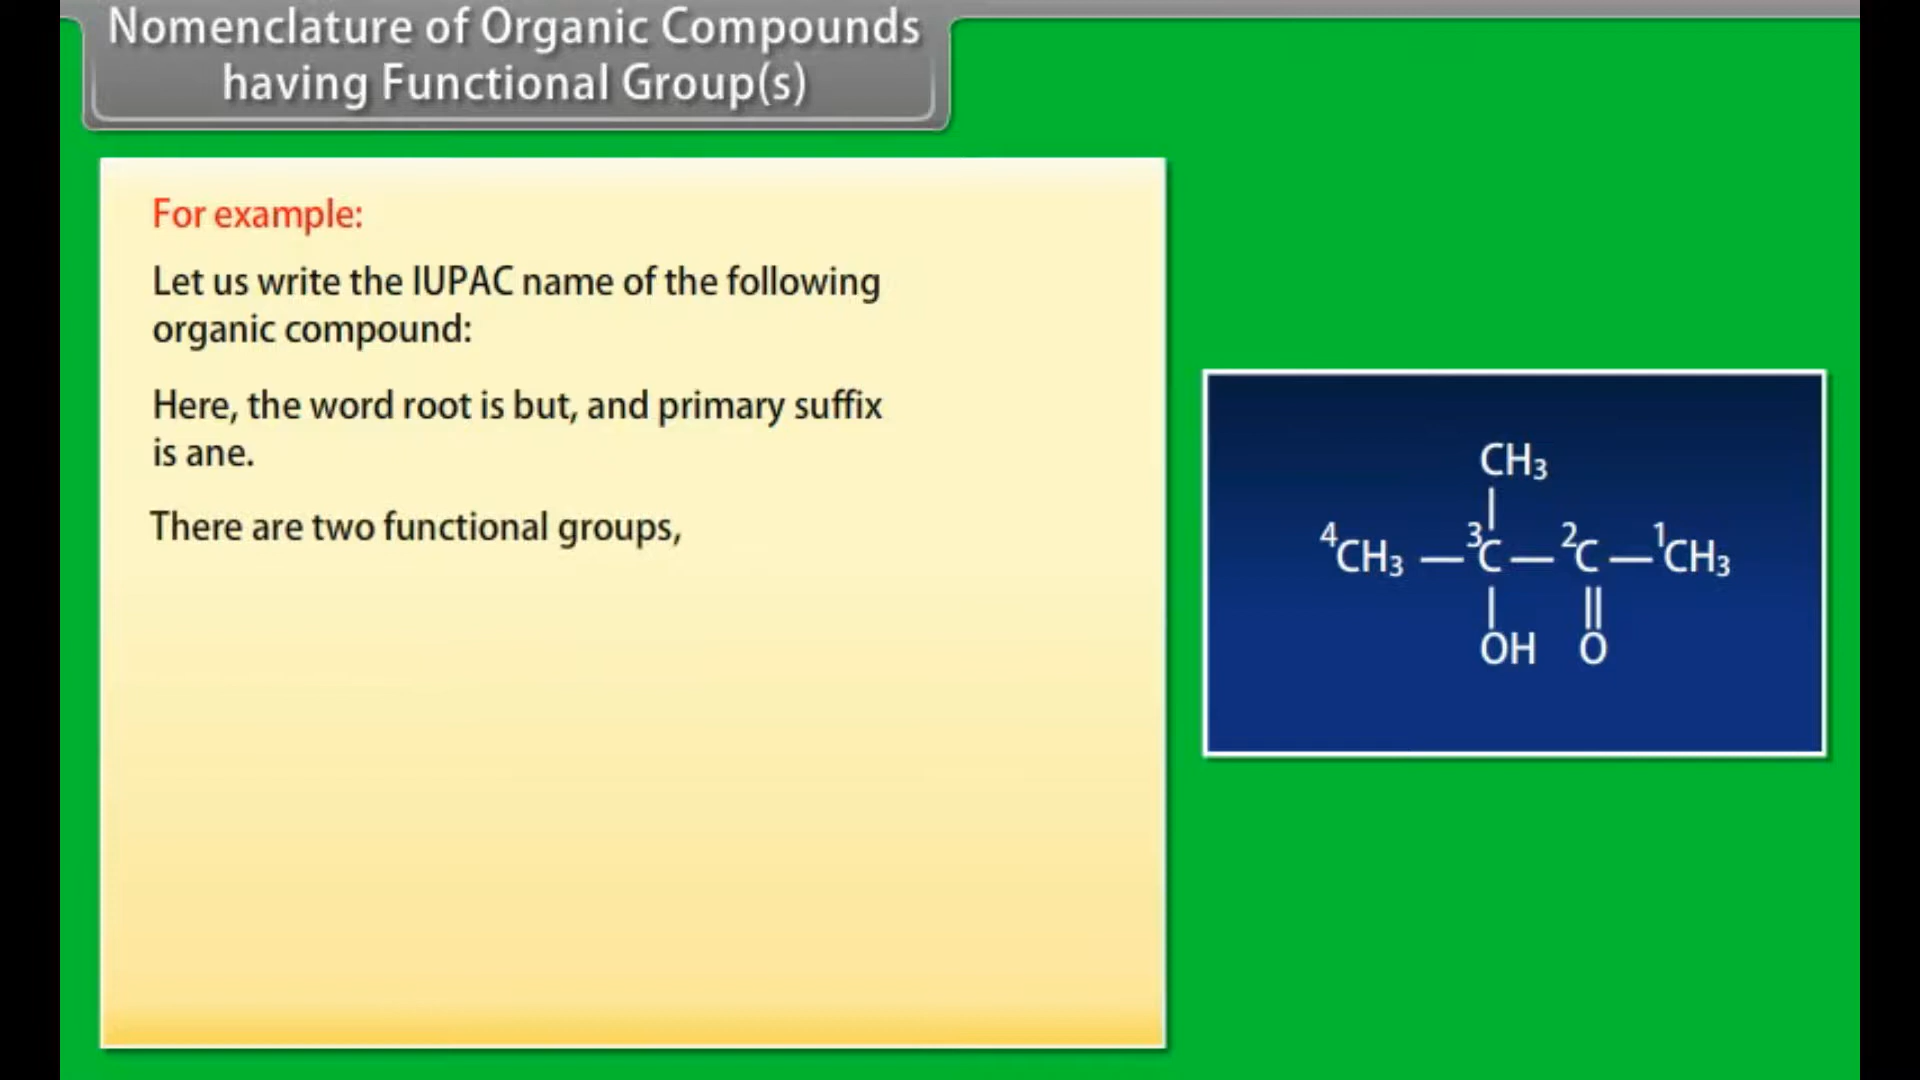 Nomenclature of Organic Compounds
having Functional Group(s)
For example:
Let us write the IUPAC name of the following
organic compound:
Here, the word root is but, and primary suffix
is ane.
There are two functional groups,
CH₃
|
⁴CH₃ — ³C — ²C — ¹CH₃
| ||
OH O